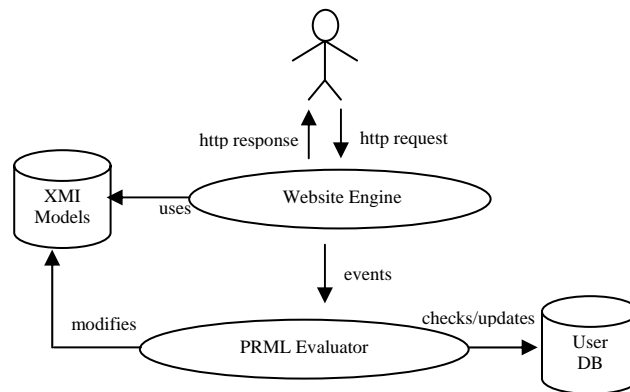 http response
http request
XMI
Models
uses
Website Engine
events
modifies
checks/updates
PRML Evaluator
User
DB